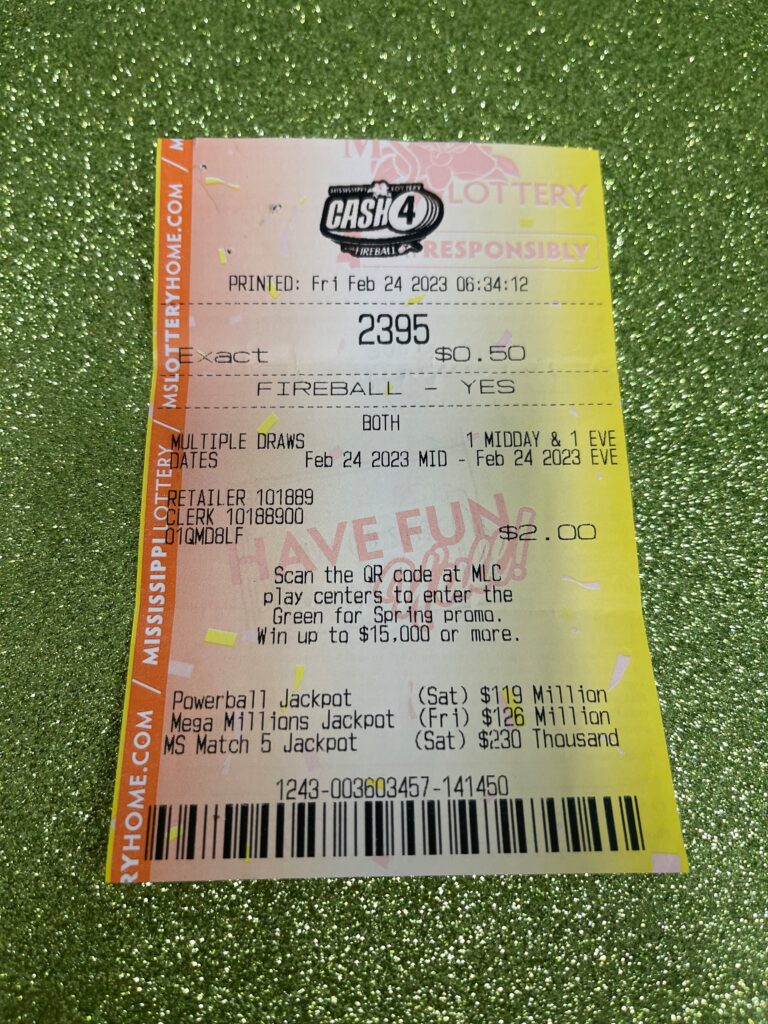 MSLOTTERY
RESPONSIBLY
MISSISSIPPI LOTTERY
CASH 4
FIREBALL
PRINTED: Fri Feb 24 2023 06:34:12
2395
Exact $0.50
FIREBALL - YES
BOTH
MULTIPLE DRAWS 1 MIDDAY & 1 EVE
DATES Feb 24 2023 MID - Feb 24 2023 EVE
RETAILER 101889
CLERK 10188900
01QMD8LF $2.00
HAVE FUN
Y'ALL!
Scan the QR code at MLC
play centers to enter the
Green for Spring promo.
Win up to $15,000 or more.
Powerball Jackpot (Sat) $119 Million
Mega Millions Jackpot (Fri) $126 Million
MS Match 5 Jackpot (Sat) $230 Thousand
1243-003603457-141450
RYHOME.COM / MISSISSIPPILOTTERY / MSLOTTERYHOME.COM / M